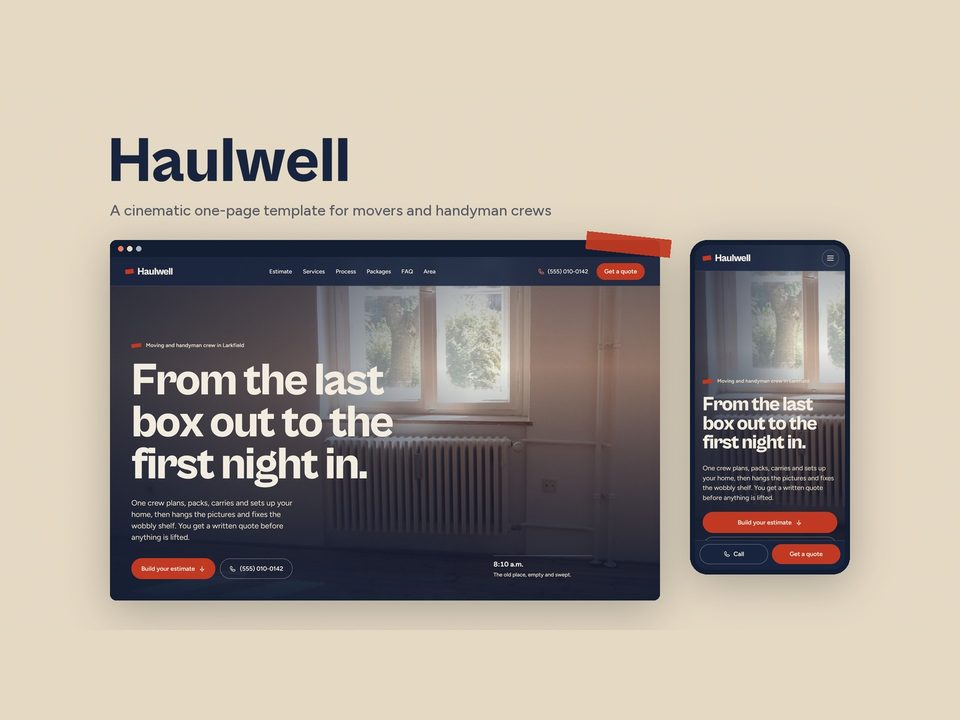 Haulwell
A cinematic one-page template for movers and handyman crews
Haulwell
Estimate Services Process Packages FAQ Area
(555) 010-0142
Get a quote
Moving and handyman crew in Larkfield
From the last
box out to the
first night in.
One crew plans, packs, carries and sets up your
home, then hangs the pictures and fixes the
wobbly shelf. You get a written quote before
anything is lifted.
Build your estimate
(555) 010-0142
8:10 a.m.
The old place, empty and swept.
Haulwell
Moving and handyman crew in Larkfield
From the last
box out to the
first night in.
One crew plans, packs, carries and sets up
your home, then hangs the pictures and fixes
the wobbly shelf. You get a written quote
before anything is lifted.
Build your estimate
Call
Get a quote